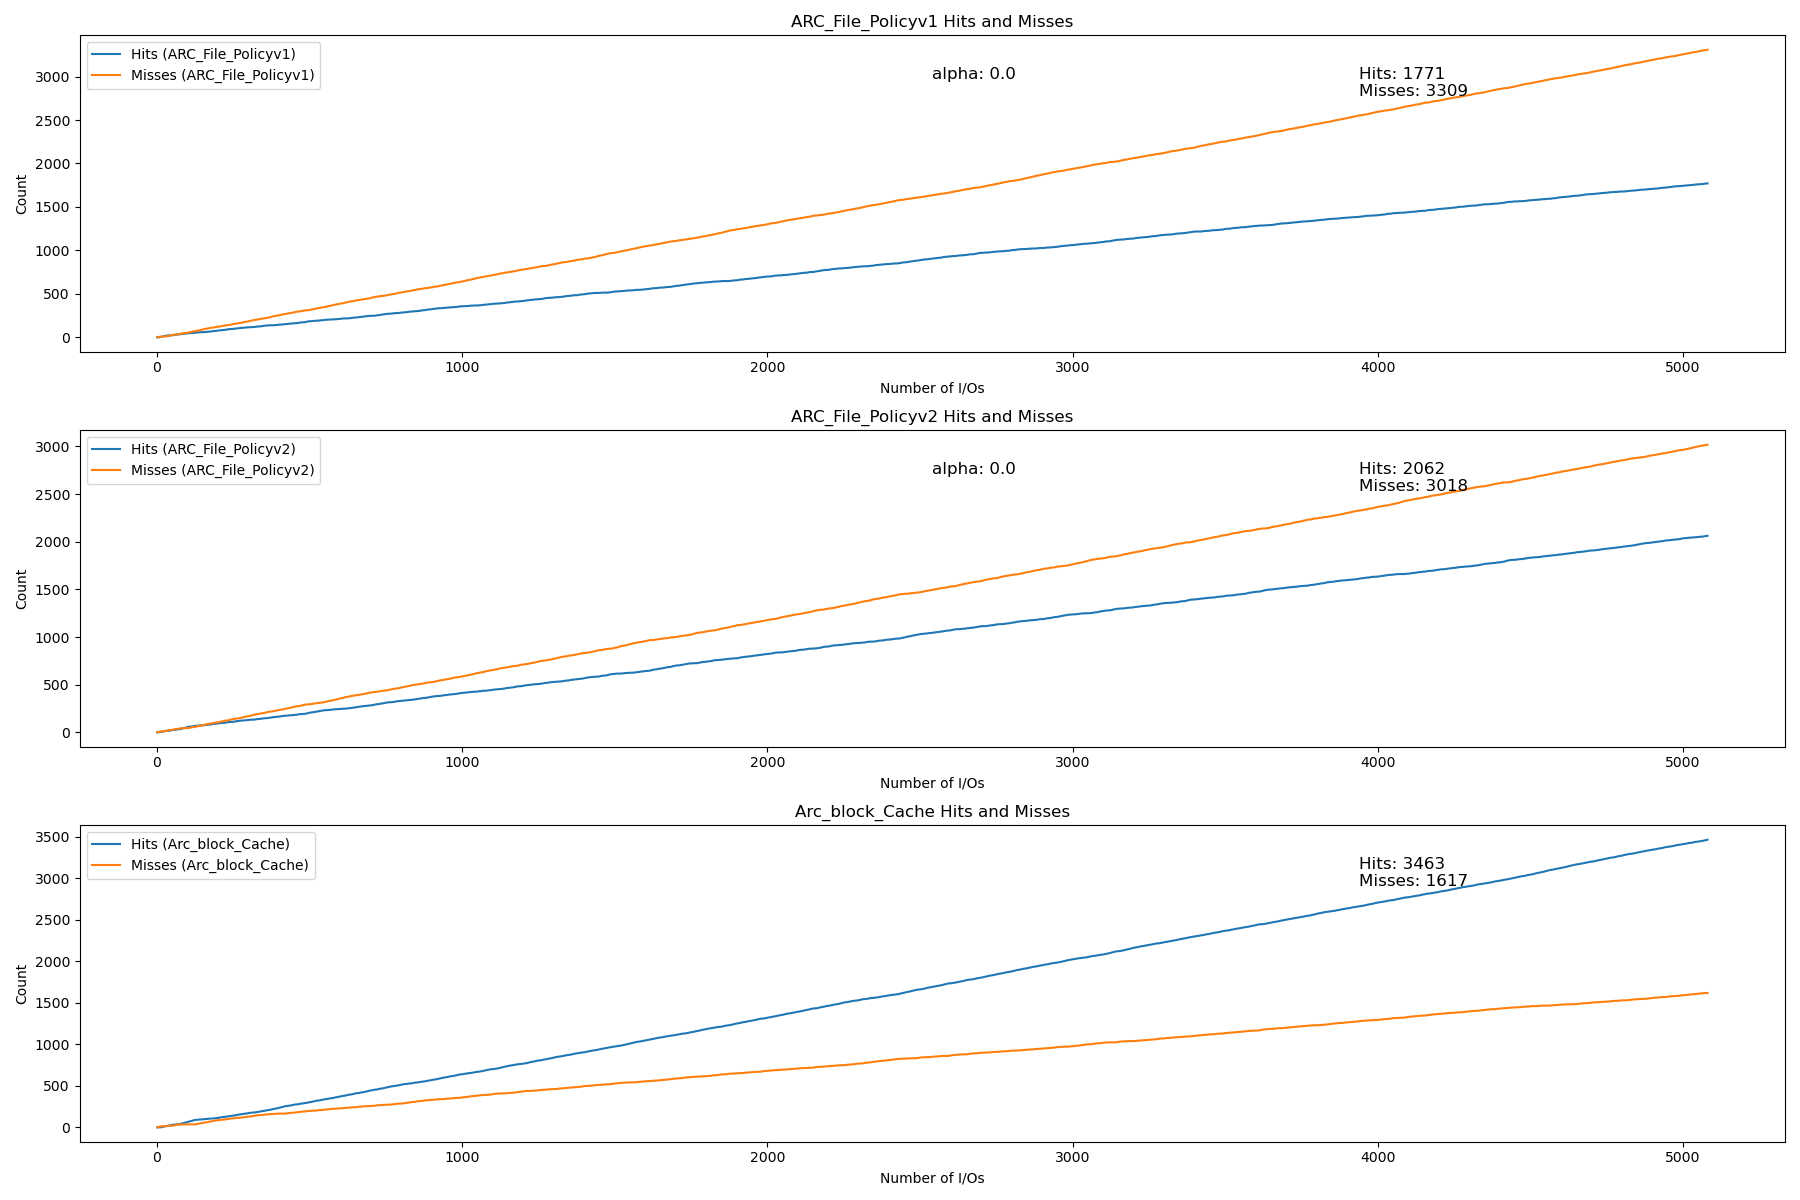 ARC_File_Policyv1 Hits and Misses
Hits (ARC_File_Policyv1)
Misses (ARC_File_Policyv1)
alpha: 0.0
Hits: 1771
Misses: 3309
3000
2500
2000
1500
1000
500
0
Count
0 1000 2000 3000 4000 5000
Number of I/Os
ARC_File_Policyv2 Hits and Misses
Hits (ARC_File_Policyv2)
Misses (ARC_File_Policyv2)
alpha: 0.0
Hits: 2062
Misses: 3018
3000
2500
2000
1500
1000
500
0
Count
0 1000 2000 3000 4000 5000
Number of I/Os
Arc_block_Cache Hits and Misses
Hits (Arc_block_Cache)
Misses (Arc_block_Cache)
Hits: 3463
Misses: 1617
3500
3000
2500
2000
1500
1000
500
0
Count
0 1000 2000 3000 4000 5000
Number of I/Os